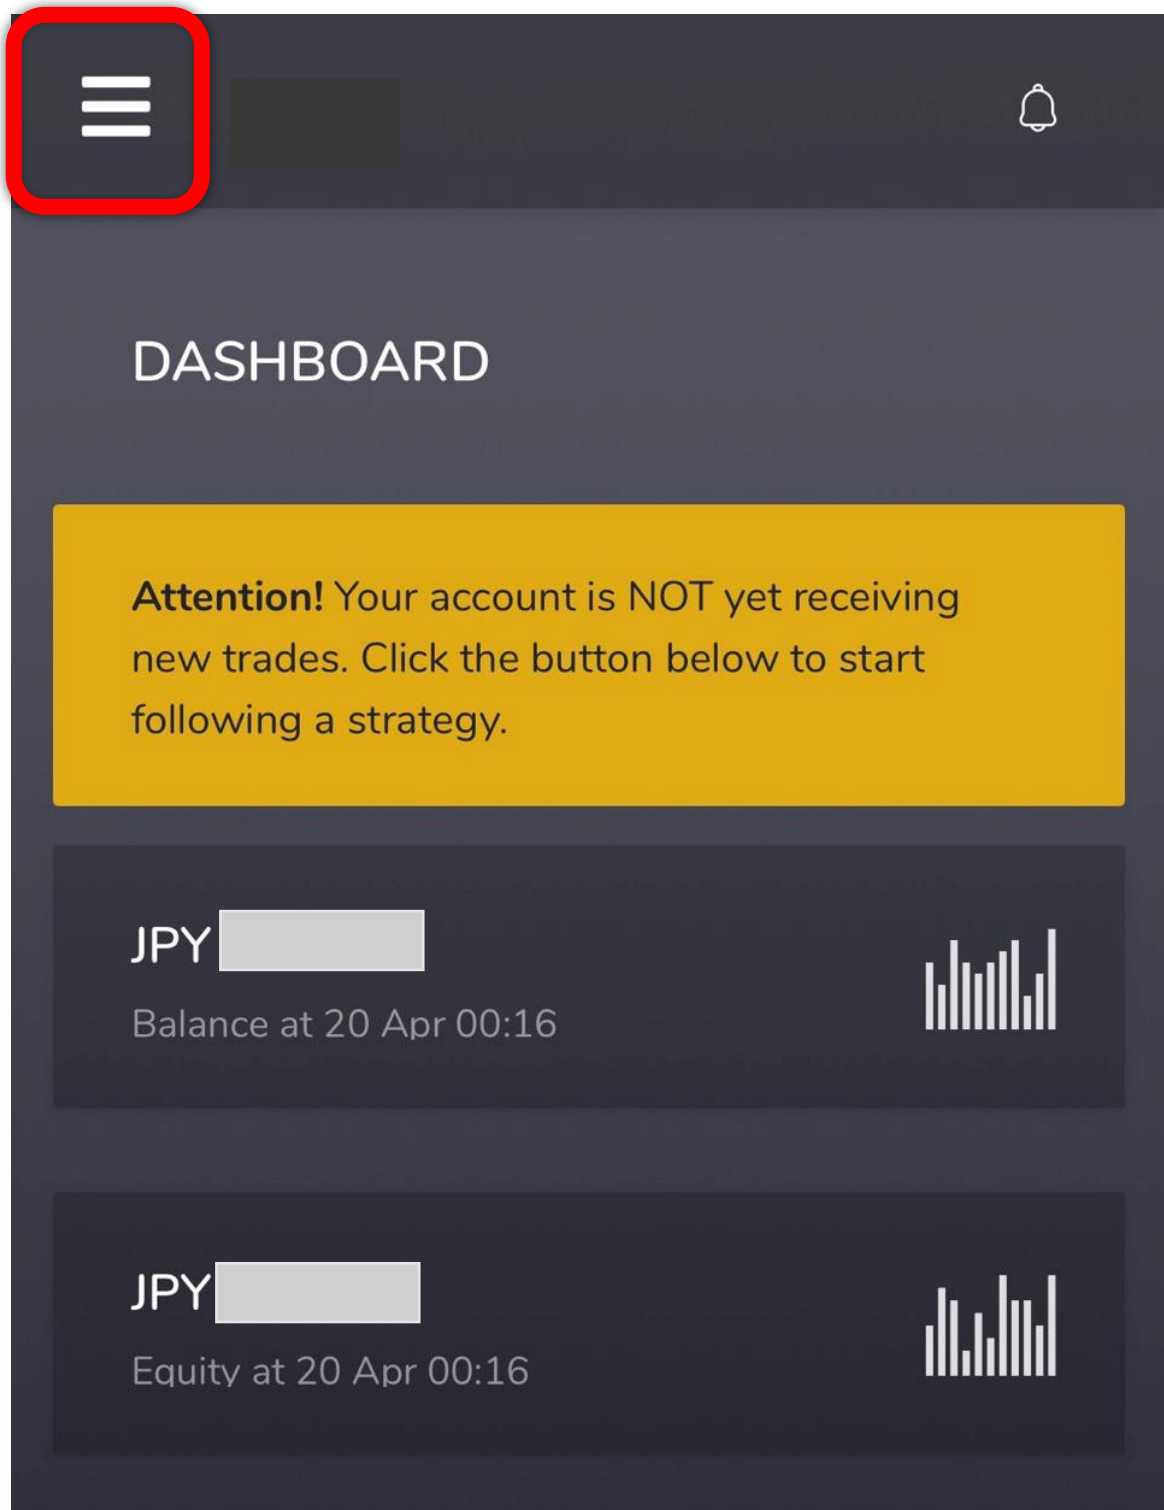 DASHBOARD
Attention! Your account is NOT yet receiving
new trades. Click the button below to start
following a strategy.
JPY
Balance at 20 Apr 00:16
JPY
Equity at 20 Apr 00:16